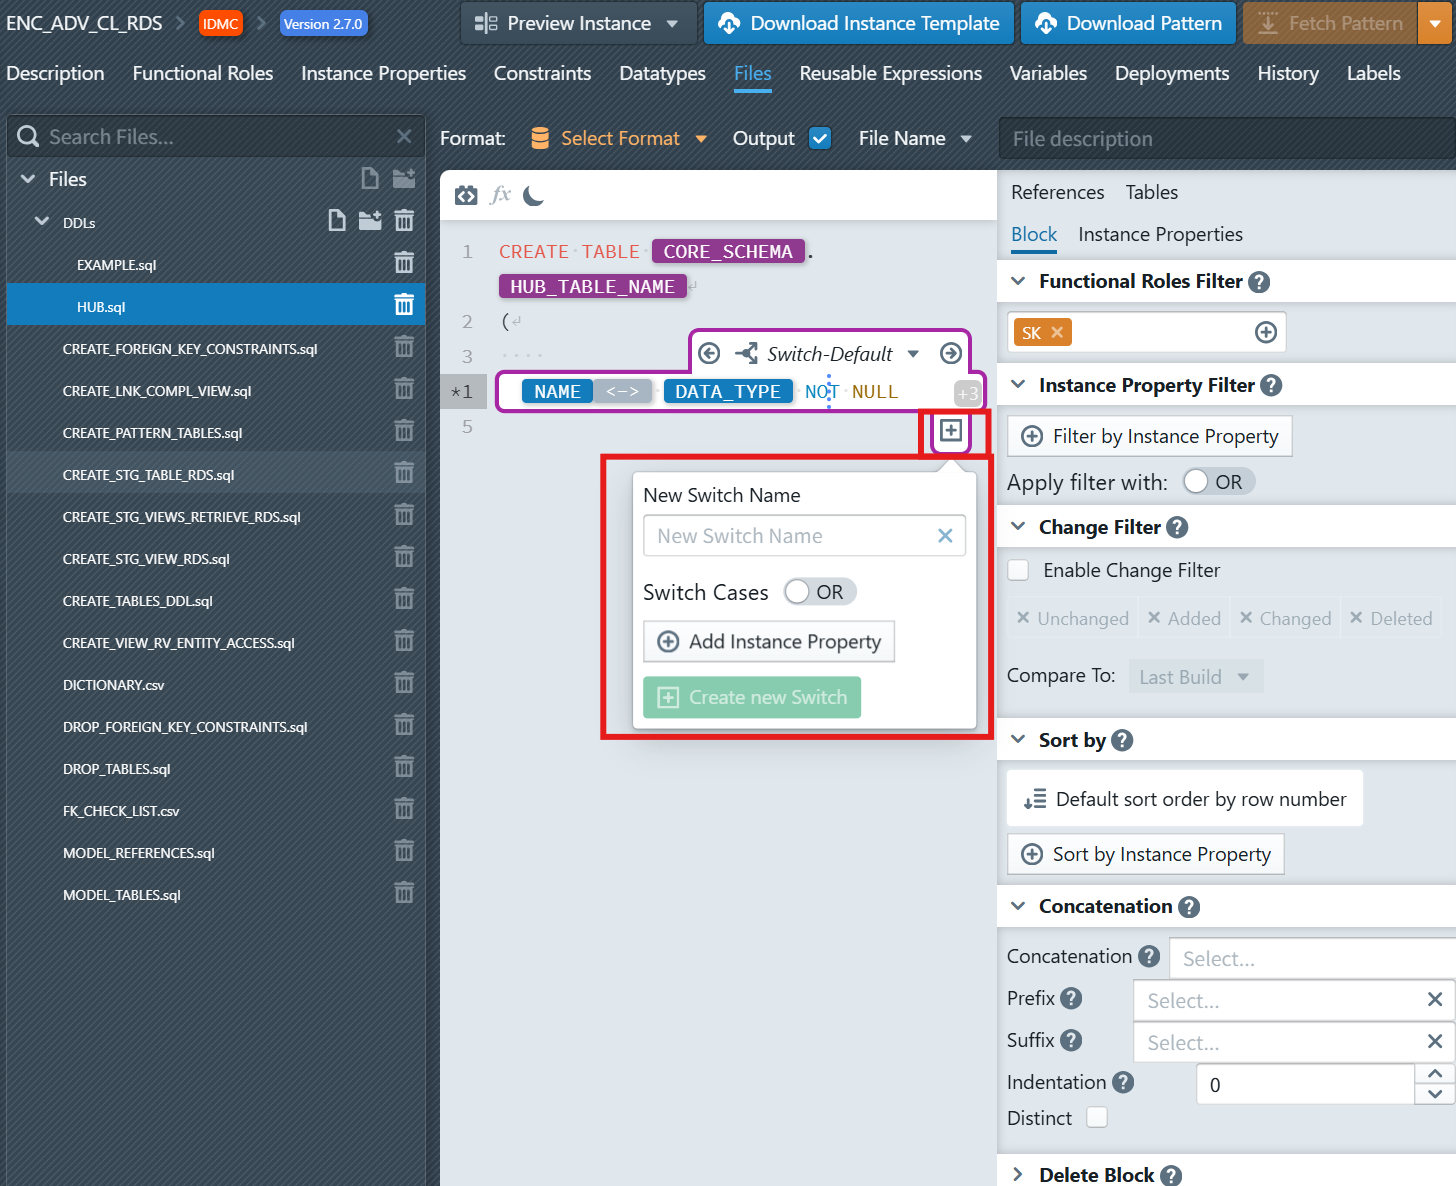 ENC_ADV_CL_RDS IDMC Version 2.7.0 Preview Instance Download Instance Template Download Pattern Fetch Pattern
Description Functional Roles Instance Properties Constraints Datatypes Files Reusable Expressions Variables Deployments History Labels
Search Files...
Files
DDLs
EXAMPLE.sql
HUB.sql
CREATE_FOREIGN_KEY_CONSTRAINTS.sql
CREATE_LNK_COMPL_VIEW.sql
CREATE_PATTERN_TABLES.sql
CREATE_STG_TABLE_RDS.sql
CREATE_STG_VIEWS_RETRIEVE_RDS.sql
CREATE_STG_VIEW_RDS.sql
CREATE_TABLES_DDL.sql
CREATE_VIEW_RV_ENTITY_ACCESS.sql
DICTIONARY.csv
DROP_FOREIGN_KEY_CONSTRAINTS.sql
DROP_TABLES.sql
FK_CHECK_LIST.csv
MODEL_REFERENCES.sql
MODEL_TABLES.sql
Format: Select Format Output File Name File description
fx
1 CREATE TABLE CORE_SCHEMA .
HUB_TABLE_NAME
2 (
3
Switch-Default
*1 NAME <—> DATA_TYPE NOT NULL +3
5
New Switch Name
New Switch Name
Switch Cases OR
Add Instance Property
Create new Switch
References Tables
Block Instance Properties
Functional Roles Filter ?
SK
Instance Property Filter ?
Filter by Instance Property
Apply filter with: OR
Change Filter ?
Enable Change Filter
Unchanged Added Changed Deleted
Compare To: Last Build
Sort by ?
Default sort order by row number
Sort by Instance Property
Concatenation ?
Concatenation ? Select...
Prefix ? Select...
Suffix ? Select...
Indentation ? 0
Distinct
Delete Block ?